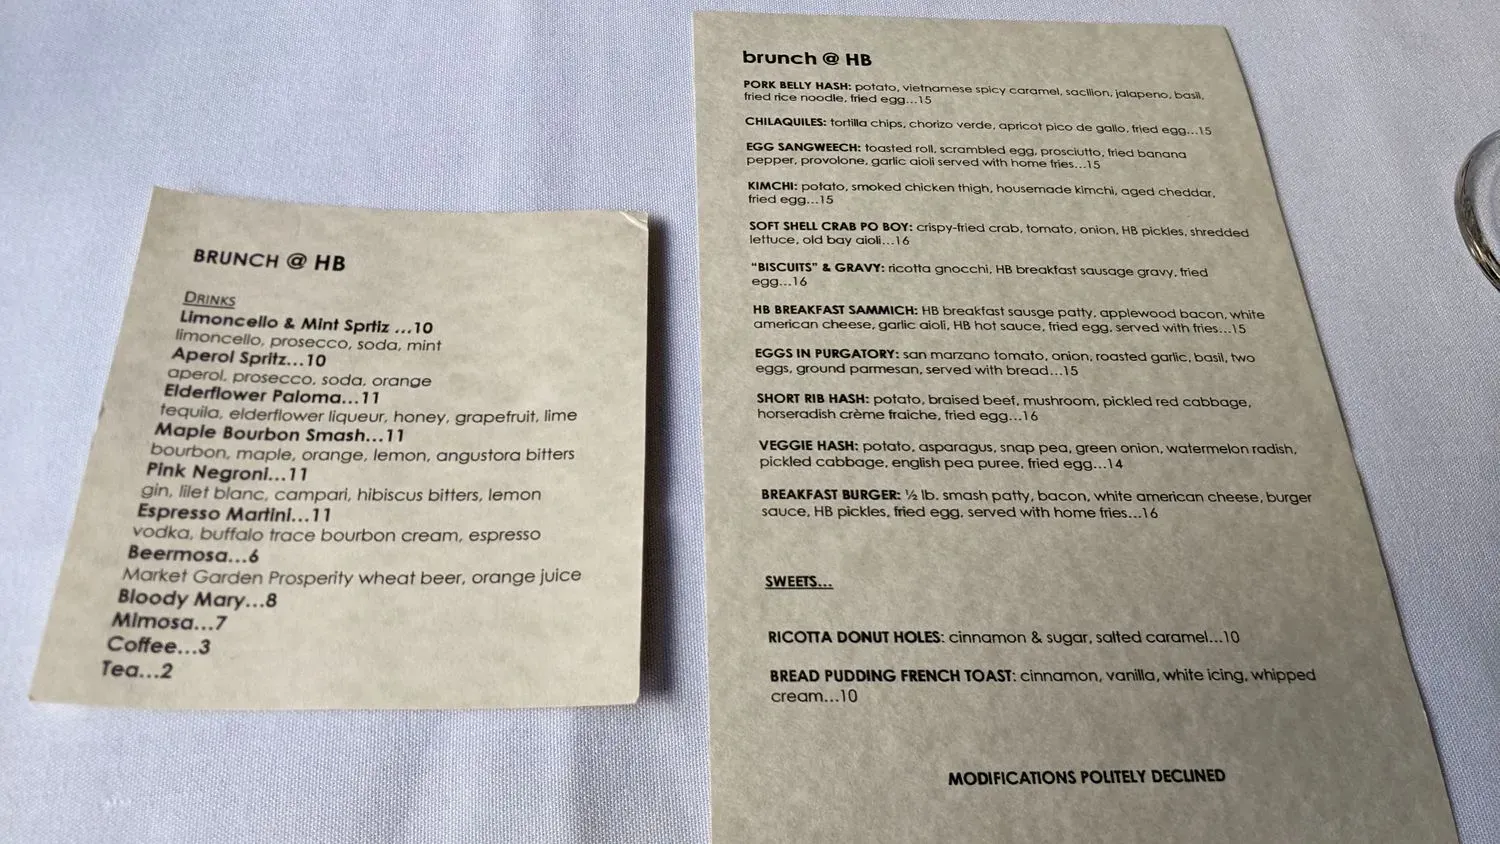 BRUNCH @ HB
DRINKS
Limoncello & Mint Sprtiz ...10
limoncello, prosecco, soda, mint
Aperol Spritz...10
aperol, prosecco, soda, orange
Elderflower Paloma...11
tequila, elderflower liqueur, honey, grapefruit, lime
Maple Bourbon Smash...11
bourbon, maple, orange, lemon, angustora bitters
Pink Negroni...11
gin, lilet blanc, campari, hibiscus bitters, lemon
Espresso Martini...11
vodka, buffalo trace bourbon cream, espresso
Beermosa...6
Market Garden Prosperity wheat beer, orange juice
Bloody Mary...8
Mimosa...7
Coffee...3
Tea...2
brunch @ HB
PORK BELLY HASH: potato, vietnamese spicy caramel, sacllion, jalapeno, basil,
fried rice noodle, fried egg...15
CHILAQUILES: tortilla chips, chorizo verde, apricot pico de gallo, fried egg...15
EGG SANGWEECH: toasted roll, scrambled egg, prosciutto, fried banana
pepper, provolone, garlic aioli served with home fries...15
KIMCHI: potato, smoked chicken thigh, housemade kimchi, aged cheddar,
fried egg...15
SOFT SHELL CRAB PO BOY: crispy-fried crab, tomato, onion, HB pickles, shredded
lettuce, old bay aioli...16
"BISCUITS" & GRAVY: ricotta gnocchi, HB breakfast sausage gravy, fried
egg...16
HB BREAKFAST SAMMICH: HB breakfast sausge patty, applewood bacon, white
american cheese, garlic aioli, HB hot sauce, fried egg, served with fries...15
EGGS IN PURGATORY: san marzano tomato, onion, roasted garlic, basil, two
eggs, ground parmesan, served with bread...15
SHORT RIB HASH: potato, braised beef, mushroom, pickled red cabbage,
horseradish crème fraiche, fried egg...16
VEGGIE HASH: potato, asparagus, snap pea, green onion, watermelon radish,
pickled cabbage, english pea puree, fried egg...14
BREAKFAST BURGER: ½ lb. smash patty, bacon, white american cheese, burger
sauce, HB pickles, fried egg, served with home fries...16
SWEETS...
RICOTTA DONUT HOLES: cinnamon & sugar, salted caramel...10
BREAD PUDDING FRENCH TOAST: cinnamon, vanilla, white icing, whipped
cream...10
MODIFICATIONS POLITELY DECLINED